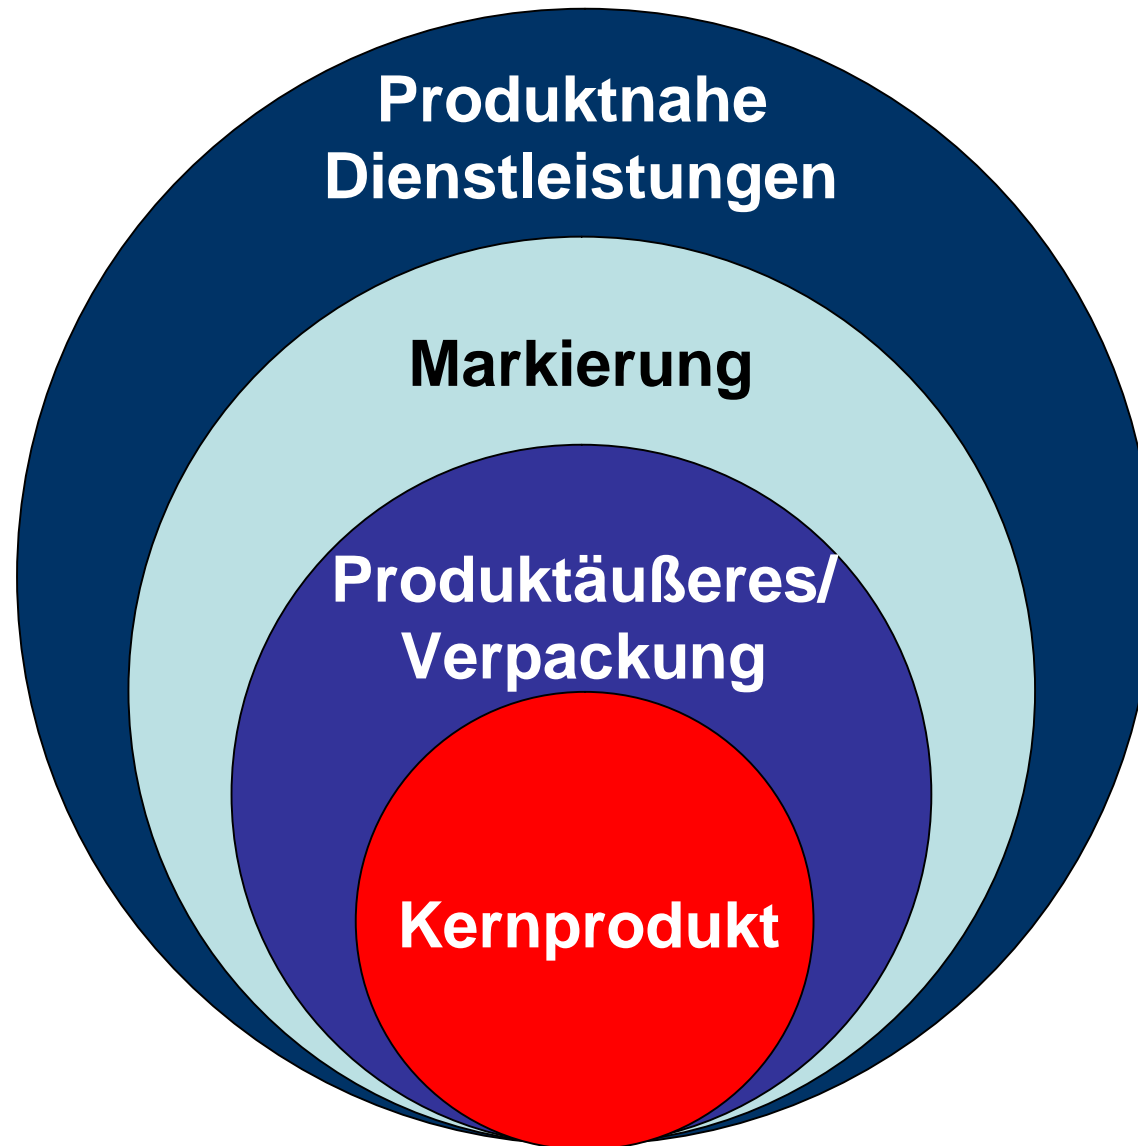 Produktnahe
Dienstleistungen
Markierung
Produktäußeres/
Verpackung
Kernprodukt